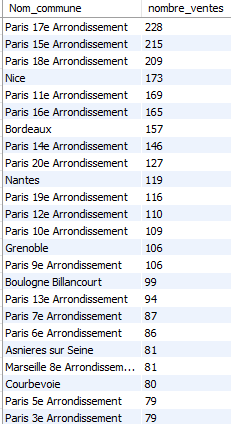 Nom_commune nombre_ventes
Paris 17e Arrondissement 228
Paris 15e Arrondissement 215
Paris 18e Arrondissement 209
Nice 173
Paris 11e Arrondissement 169
Paris 16e Arrondissement 165
Bordeaux 157
Paris 14e Arrondissement 146
Paris 20e Arrondissement 127
Nantes 119
Paris 19e Arrondissement 116
Paris 12e Arrondissement 110
Paris 10e Arrondissement 109
Grenoble 106
Paris 9e Arrondissement 106
Boulogne Billancourt 99
Paris 13e Arrondissement 94
Paris 7e Arrondissement 87
Paris 6e Arrondissement 86
Asnieres sur Seine 81
Marseille 8e Arrondissem... 81
Courbevoie 80
Paris 5e Arrondissement 79
Paris 3e Arrondissement 79